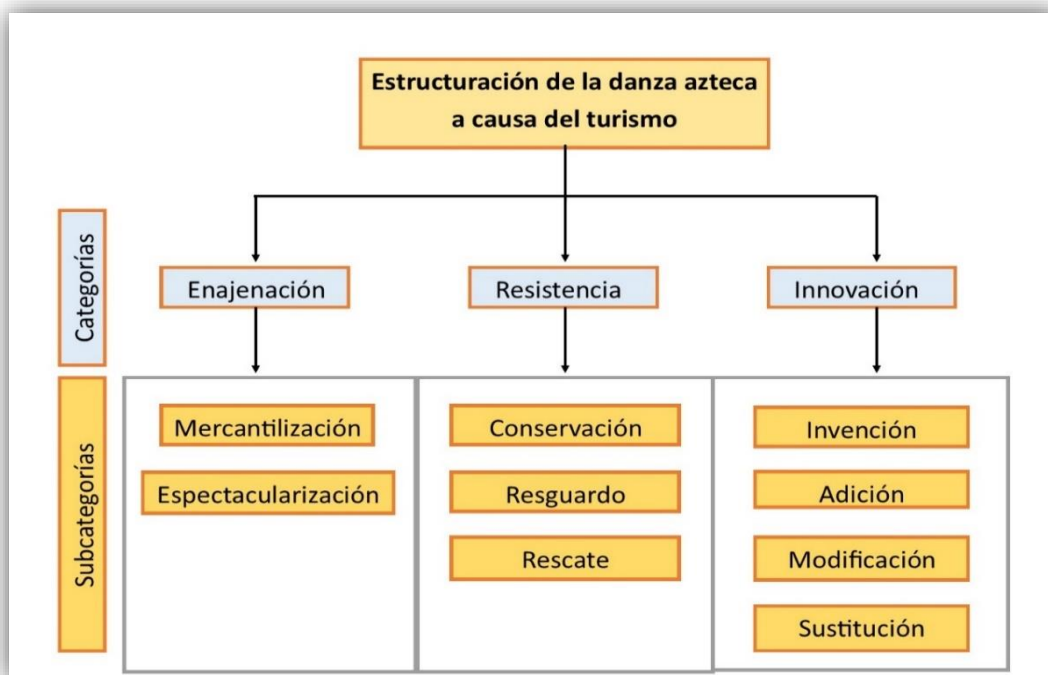 Estructuración de la danza azteca
a causa del turismo
Categorías
Enajenación
Resistencia
Innovación
Subcategorías
Mercantilización
Espectacularización
Conservación
Resguardo
Rescate
Invención
Adición
Modificación
Sustitución